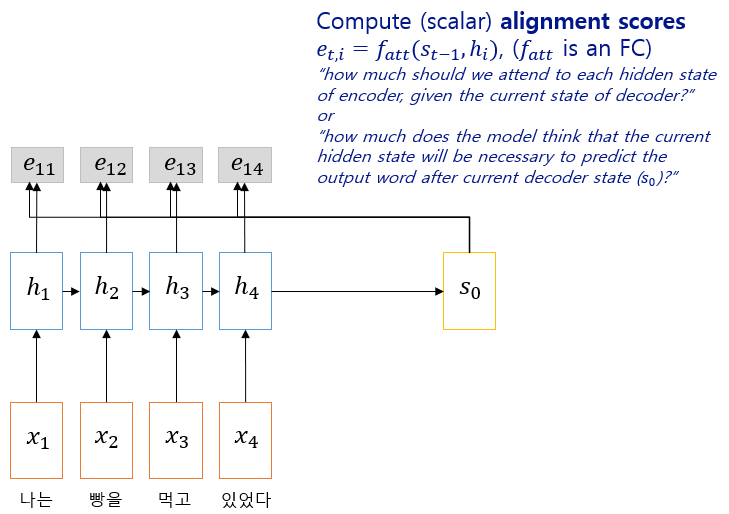 Compute (scalar) alignment scores
e_{t,i} = f_{att}(s_{t-1}, h_i), (f_{att} is an FC)
"how much should we attend to each hidden state
of encoder, given the current state of decoder?"
or
"how much does the model think that the current
hidden state will be necessary to predict the
output word after current decoder state (s_0)?"
e_{11} e_{12} e_{13} e_{14}
h_1 h_2 h_3 h_4 s_0
x_1 x_2 x_3 x_4
나는 빵을 먹고 있었다